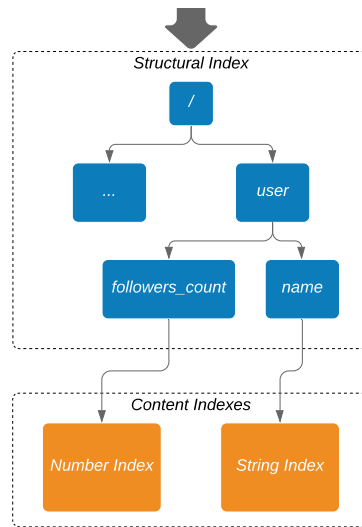 Structural Index
/
...
user
followers_count
name
Content Indexes
Number Index
String Index